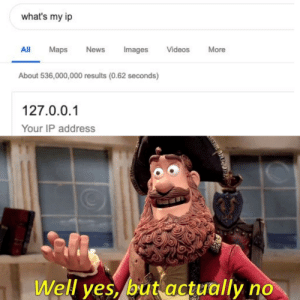 what's my ip
All Maps News Images Videos More
About 536,000,000 results (0.62 seconds)
127.0.0.1
Your IP address
Well yes, but actually no